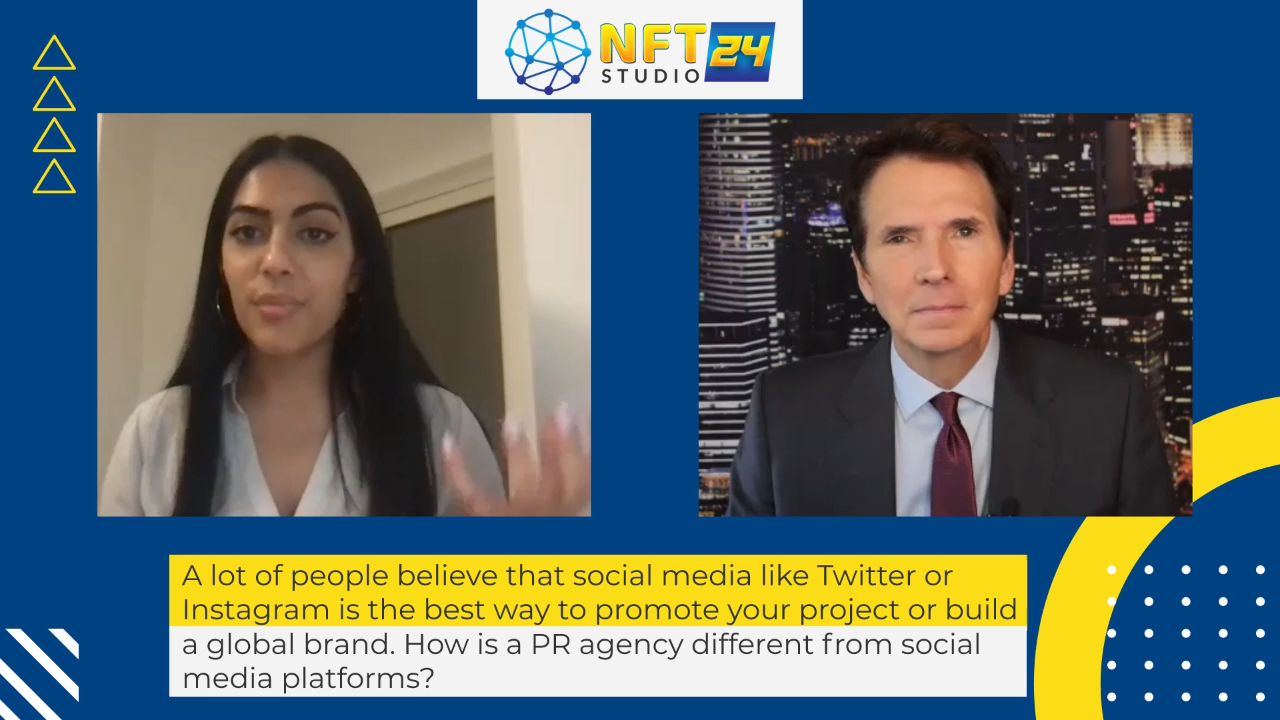 NFT 24
STUDIO
A lot of people believe that social media like Twitter or
Instagram is the best way to promote your project or build
a global brand. How is a PR agency different from social
media platforms?